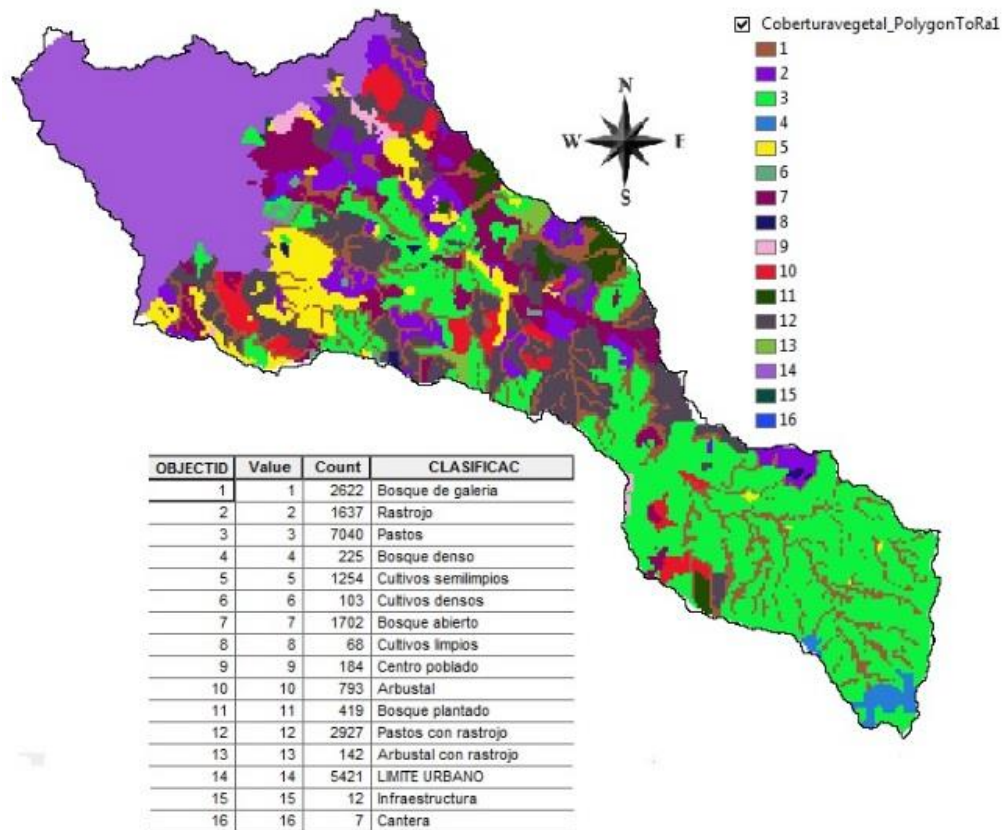 Coberturavegetal_PolygonToRa1
1
2
3
4
5
6
7
8
9
10
11
12
13
14
15
16
N
W E
S
OBJECTID Value Count CLASIFICAC
1 1 2622 Bosque de galeria
2 2 1637 Rastrojo
3 3 7040 Pastos
4 4 225 Bosque denso
5 5 1254 Cultivos semilimpios
6 6 103 Cultivos densos
7 7 1702 Bosque abierto
8 8 68 Cultivos limpios
9 9 184 Centro poblado
10 10 793 Arbustal
11 11 419 Bosque plantado
12 12 2927 Pastos con rastrojo
13 13 142 Arbustal con rastrojo
14 14 5421 LIMITE URBANO
15 15 12 Infraestructura
16 16 7 Cantera